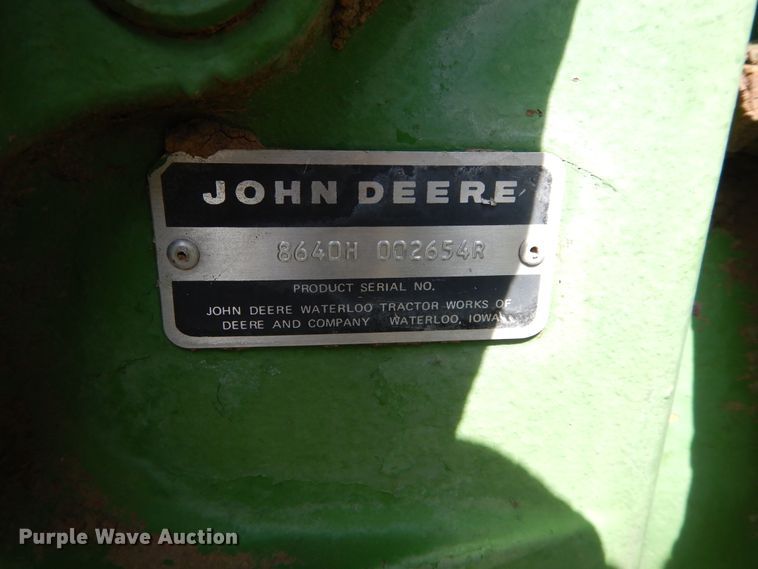 JOHN DEERE
8640H 002654R
PRODUCT SERIAL NO.
JOHN DEERE WATERLOO TRACTOR WORKS OF
DEERE AND COMPANY WATERLOO, IOWA
Purple Wave Auction